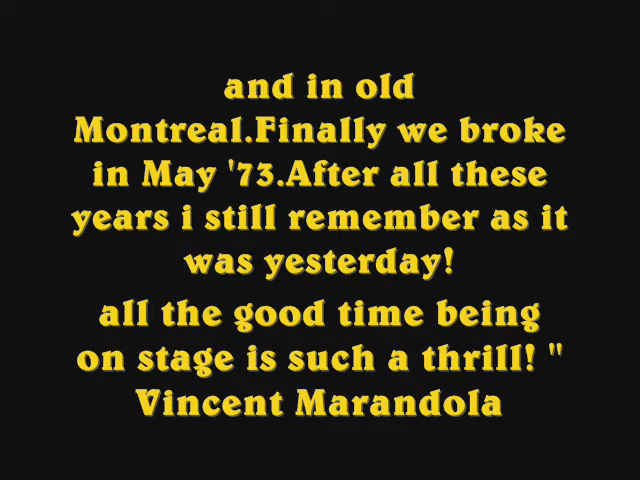 and in old
Montreal.Finally we broke
in May '73.After all these
years i still remember as it
was yesterday!
all the good time being
on stage is such a thrill! "
Vincent Marandola